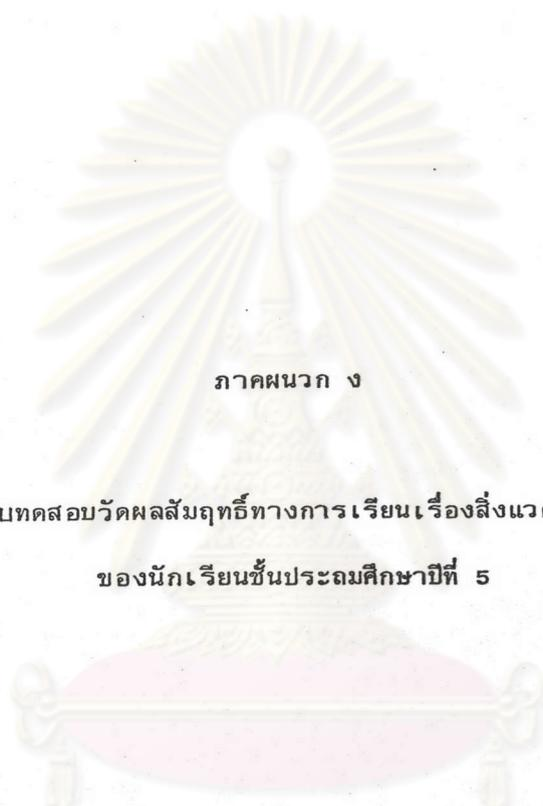 ภาคผนวก ง
บทดสอบวัดผลสัมฤทธิ์ทางการเรียนเรื่องสิ่งแว
ของนักเรียนชั้นประถมศึกษาปีที่ 5